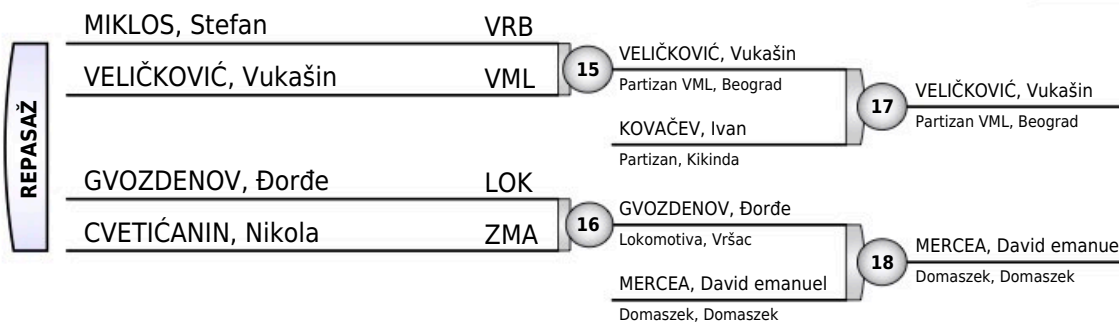 REPASAŽ
MIKLOS, Stefan VRB
VELIČKOVIĆ, Vukašin VML
15
VELIČKOVIĆ, Vukašin
Partizan VML, Beograd
KOVAČEV, Ivan
Partizan, Kikinda
17
VELIČKOVIĆ, Vukašin
Partizan VML, Beograd
GVOZDENOV, Đorđe LOK
CVETIĆANIN, Nikola ZMA
16
GVOZDENOV, Đorđe
Lokomotiva, Vršac
MERCEA, David emanuel
Domaszek, Domaszek
18
MERCEA, David emanue
Domaszek, Domaszek